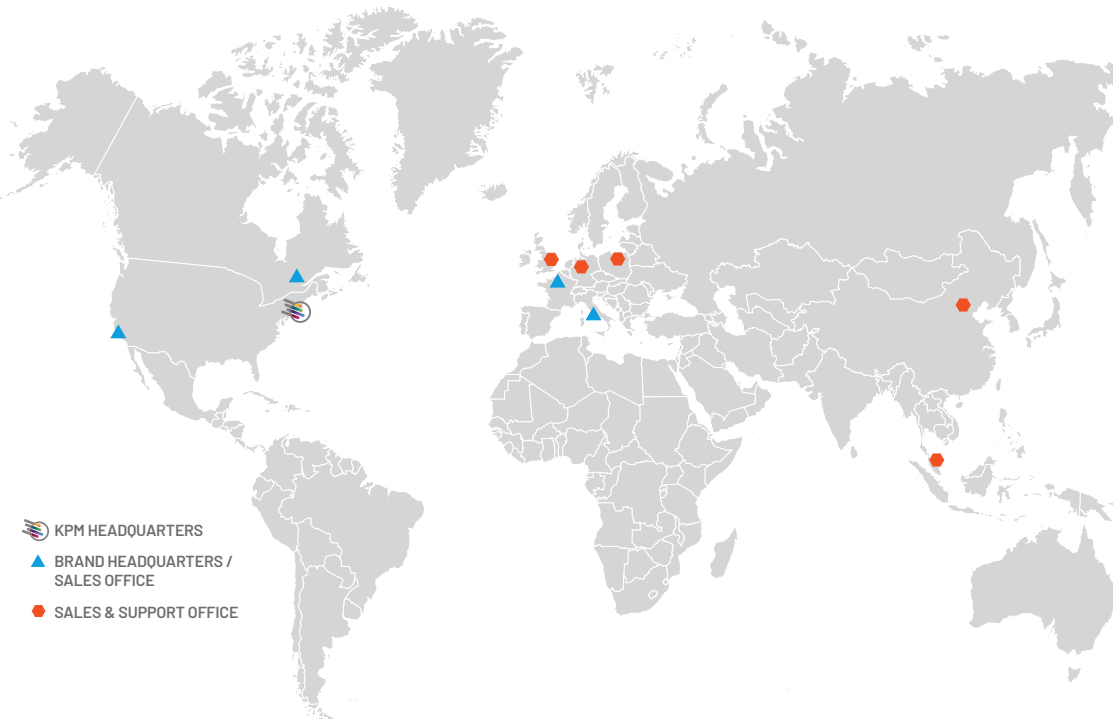 KPM HEADQUARTERS
BRAND HEADQUARTERS /
SALES OFFICE
SALES & SUPPORT OFFICE